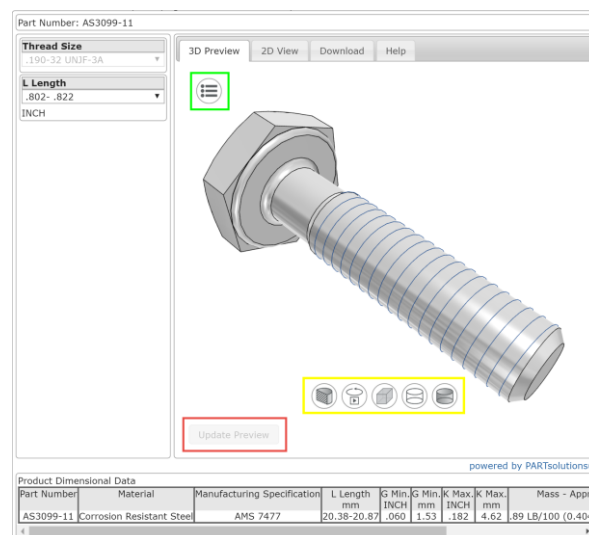 Part Number: AS3099-11
Thread Size
.190-32 UNJF-3A
L Length
.802- .822
INCH
3D Preview 2D View Download Help
Update Preview
powered by PARTsolutions
Product Dimensional Data
Part Number Material Manufacturing Specification L Length mm G Min. INCH G Min. mm K Max. INCH K Max. mm Mass -
AS3099-11 Corrosion Resistant Steel AMS 7477 20.38-20.87 .060 1.53 .182 4.62 .89 LB/100